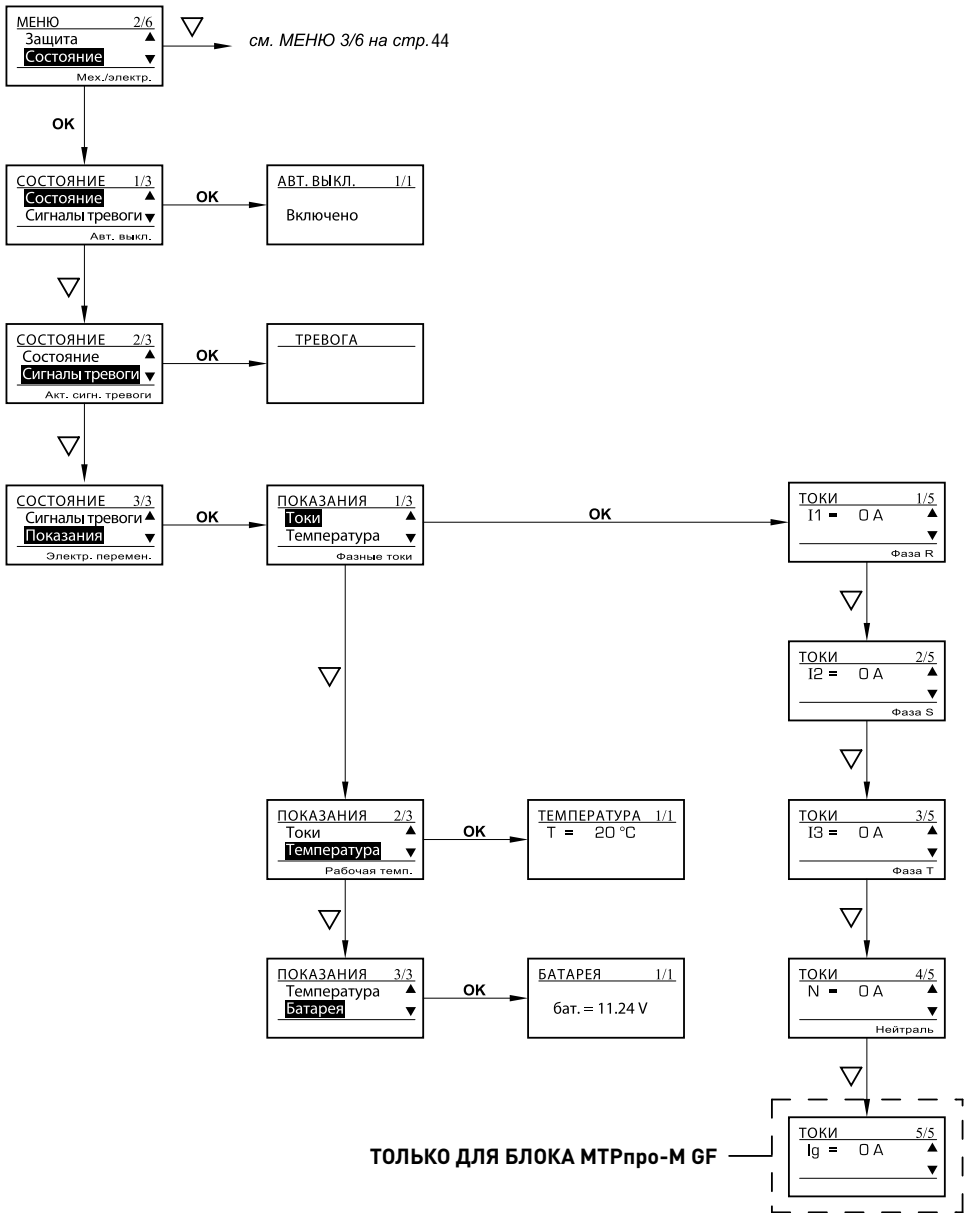 МЕНЮ 2/6
Защита
Состояние
Мех./электр.
см. МЕНЮ 3/6 на стр. 44
OK
СОСТОЯНИЕ 1/3
Состояние
Сигналы тревоги
Авт. выкл.
OK
АВТ. ВЫКЛ. 1/1
Включено
СОСТОЯНИЕ 2/3
Состояние
Сигналы тревоги
Акт. сигн. тревоги
OK
ТРЕВОГА
СОСТОЯНИЕ 3/3
Сигналы тревоги
Показания
Электр. перемен.
OK
ПОКАЗАНИЯ 1/3
Токи
Температура
Фазные токи
OK
ТОКИ 1/5
I1 = 0 A
Фаза R
ТОКИ 2/5
I2 = 0 A
Фаза S
ПОКАЗАНИЯ 2/3
Токи
Температура
Рабочая темп.
OK
ТЕМПЕРАТУРА 1/1
T = 20 °C
ТОКИ 3/5
I3 = 0 A
Фаза T
ПОКАЗАНИЯ 3/3
Температура
Батарея
OK
БАТАРЕЯ 1/1
бат. = 11.24 V
ТОКИ 4/5
N = 0 A
Нейтраль
ТОЛЬКО ДЛЯ БЛОКА МТРпро-М GF
ТОКИ 5/5
Ig = 0 A